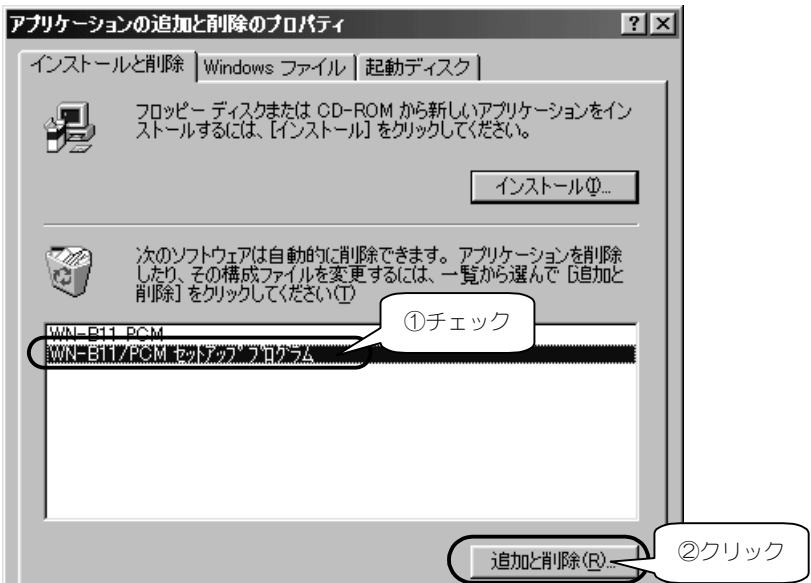 アプリケーションの追加と削除のプロパティ
インストールと削除 Windows ファイル 起動ディスク
フロッピー ディスクまたは CD-ROM から新しいアプリケーションをイン
ストールするには、[インストール] をクリックしてください。
インストール(I)...
次のソフトウェアは自動的に削除できます。アプリケーションを削除
したり、その構成ファイルを変更するには、一覧から選んで [追加と
削除] をクリックしてください(T)
①チェック
WN-B11 PCM
WN-B11/PCM セットアップ プログラム
追加と削除(R)...
②クリック